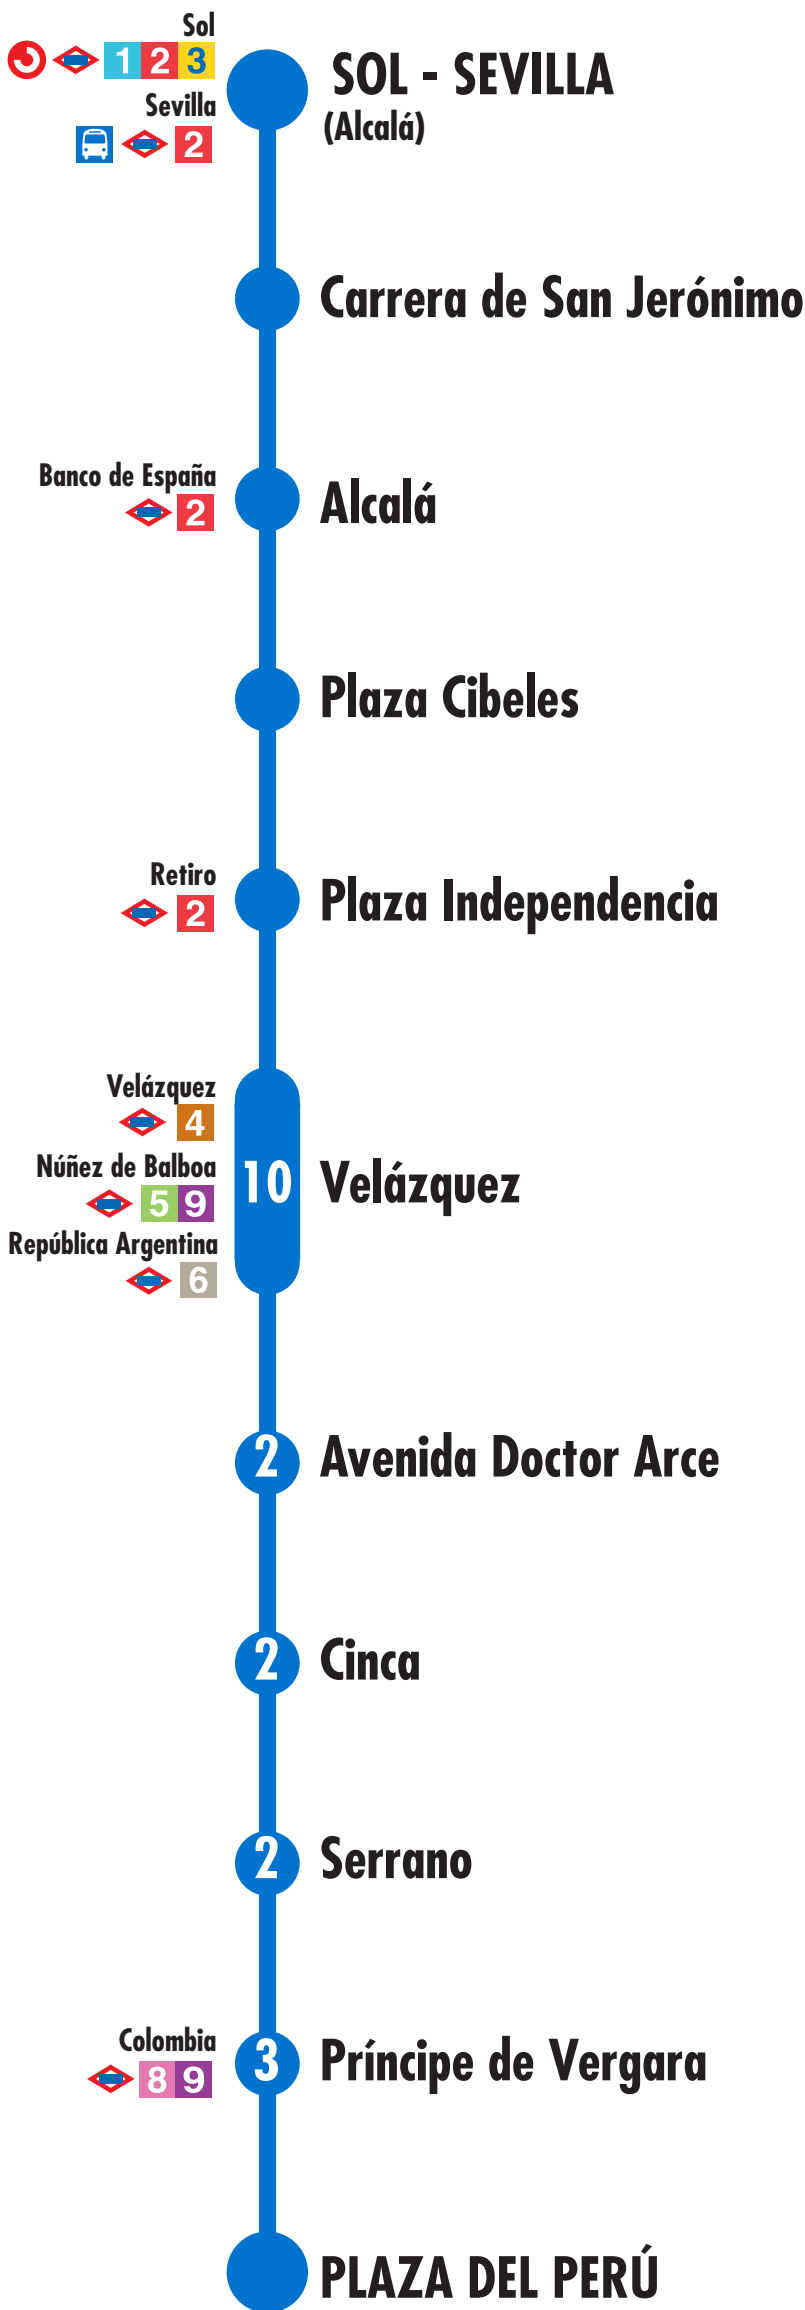 Sol
1 2 3
SOL - SEVILLA
Sevilla
(Alcalá)
2
Carrera de San Jerónimo
Banco de España
2
Alcalá
Plaza Cibeles
Retiro
2
Plaza Independencia
Velázquez
4
Núñez de Balboa
5 9
10
Velázquez
República Argentina
6
2
Avenida Doctor Arce
2
Cinca
2
Serrano
Colombia
8 9
3
Príncipe de Vergara
PLAZA DEL PERÚ